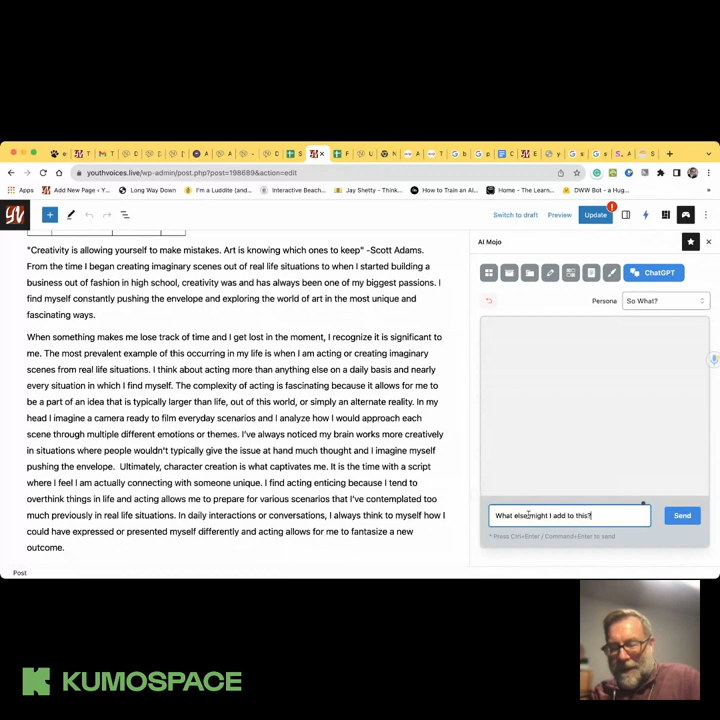 youthvoices.live/wp-admin/post.php?post=198689&action=edit
Apps Add New Page ‹ Y... Long Way Down I'm a Luddite (and... Interactive Beach... Jay Shetty - Think... How to Train an AI... Home - The Learn... DWW Bot - a Hug...
YV Switch to draft Preview Update
AI Mojo
ChatGPT
Persona So What?
"Creativity is allowing yourself to make mistakes. Art is knowing which ones to keep" -Scott Adams.
From the time I began creating imaginary scenes out of real life situations to when I started building a
business out of fashion in high school, creativity was and has always been one of my biggest passions. I
find myself constantly pushing the envelope and exploring the world of art in the most unique and
fascinating ways.
When something makes me lose track of time and I get lost in the moment, I recognize it is significant to
me. The most prevalent example of this occurring in my life is when I am acting or creating imaginary
scenes from real life situations. I think about acting more than anything else on a daily basis and nearly
every situation in which I find myself. The complexity of acting is fascinating because it allows for me to
be a part of an idea that is typically larger than life, out of this world, or simply an alternate reality. In my
head I imagine a camera ready to film everyday scenarios and I analyze how I would approach each
scene through multiple different emotions or themes. I've always noticed my brain works more creatively
in situations where people wouldn't typically give the issue at hand much thought and I imagine myself
pushing the envelope. Ultimately, character creation is what captivates me. It is the time with a script
where I feel I am actually connecting with someone unique. I find acting enticing because I tend to
overthink things in life and acting allows me to prepare for various scenarios that I've contemplated too
much previously in real life situations. In daily interactions or conversations, I always think to myself how I
could have expressed or presented myself differently and acting allows for me to fantasize a new
outcome.
What else might I add to this?
Send
* Press Ctrl+Enter / Command+Enter to send
Post
KUMOSPACE